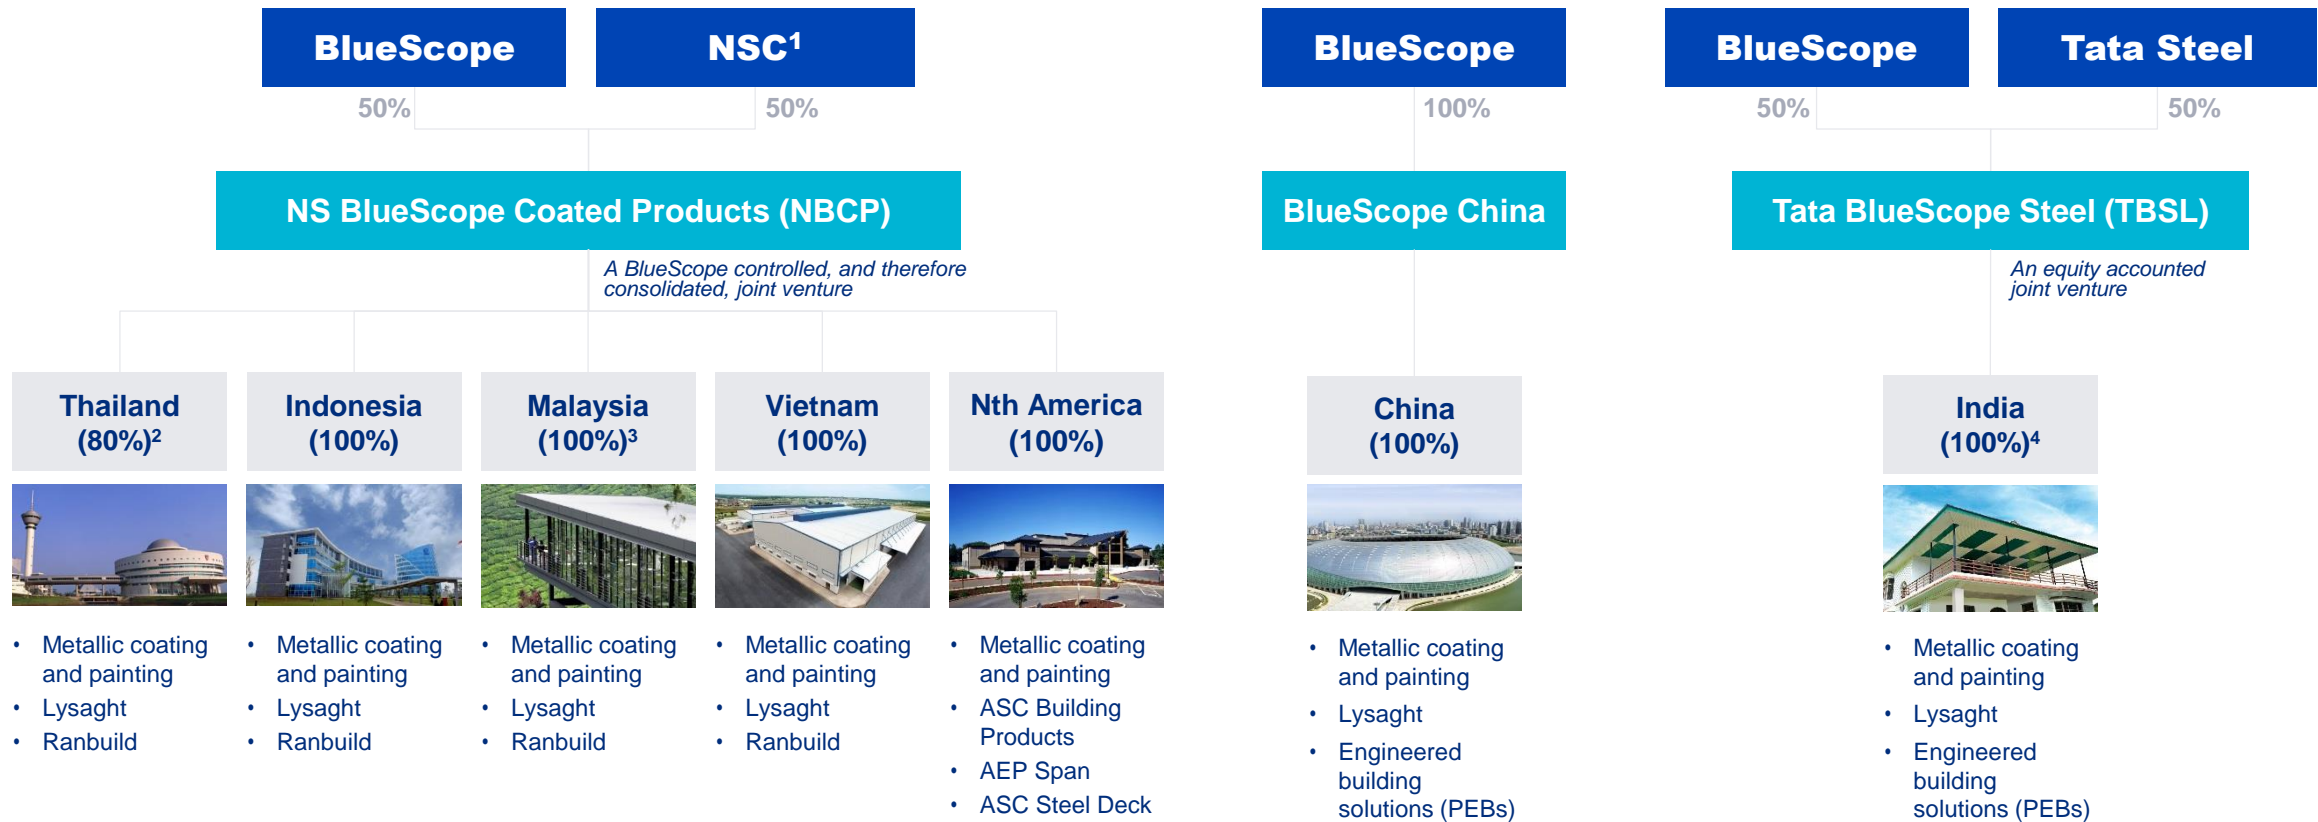 BlueScope
NSC¹
50%
50%
NS BlueScope Coated Products (NBCP)
A BlueScope controlled, and therefore
consolidated, joint venture
Thailand
(80%)²
• Metallic coating
and painting
• Lysaght
• Ranbuild
Indonesia
(100%)
• Metallic coating
and painting
• Lysaght
• Ranbuild
Malaysia
(100%)³
• Metallic coating
and painting
• Lysaght
• Ranbuild
Vietnam
(100%)
• Metallic coating
and painting
• Lysaght
• Ranbuild
Nth America
(100%)
• Metallic coating
and painting
• ASC Building
Products
• AEP Span
• ASC Steel Deck
BlueScope
100%
BlueScope China
China
(100%)
• Metallic coating
and painting
• Lysaght
• Engineered
building
solutions (PEBs)
BlueScope
Tata Steel
50%
50%
Tata BlueScope Steel (TBSL)
An equity accounted
joint venture
India
(100%)⁴
• Metallic coating
and painting
• Lysaght
• Engineered
building
solutions (PEBs)